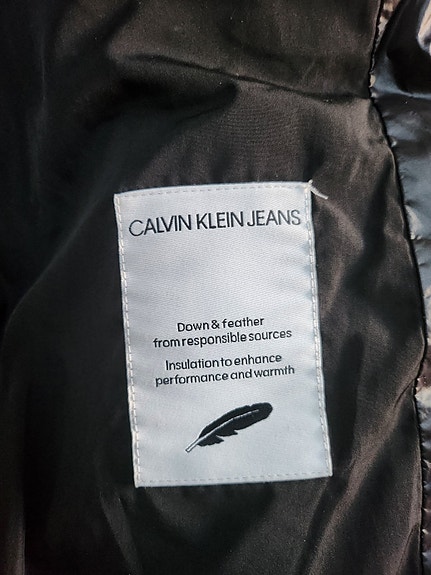 CALVIN KLEIN JEANS
Down & feather
from responsible sources
Insulation to enhance
performance and warmth